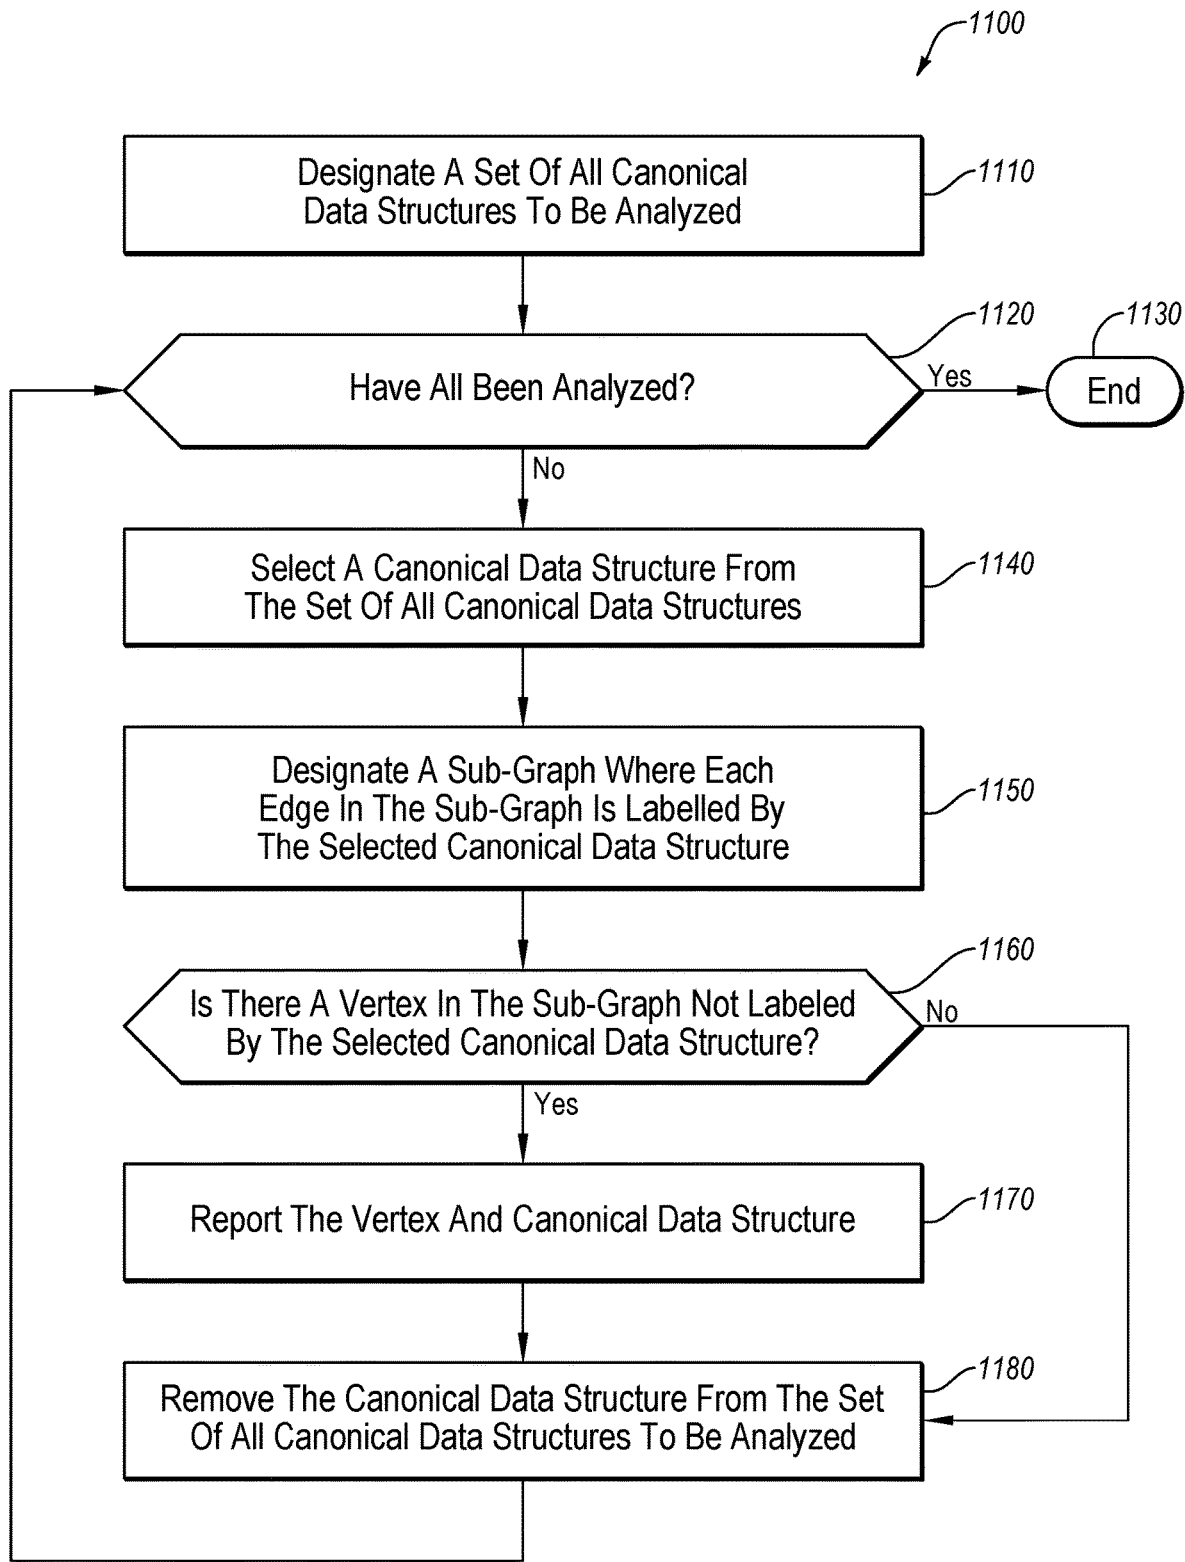 1100
Designate A Set Of All Canonical
Data Structures To Be Analyzed
1110
Have All Been Analyzed?
1120
Yes
1130
End
No
Select A Canonical Data Structure From
The Set Of All Canonical Data Structures
1140
Designate A Sub-Graph Where Each
Edge In The Sub-Graph Is Labelled By
The Selected Canonical Data Structure
1150
Is There A Vertex In The Sub-Graph Not Labeled
By The Selected Canonical Data Structure?
1160
No
Yes
Report The Vertex And Canonical Data Structure
1170
Remove The Canonical Data Structure From The Set
Of All Canonical Data Structures To Be Analyzed
1180